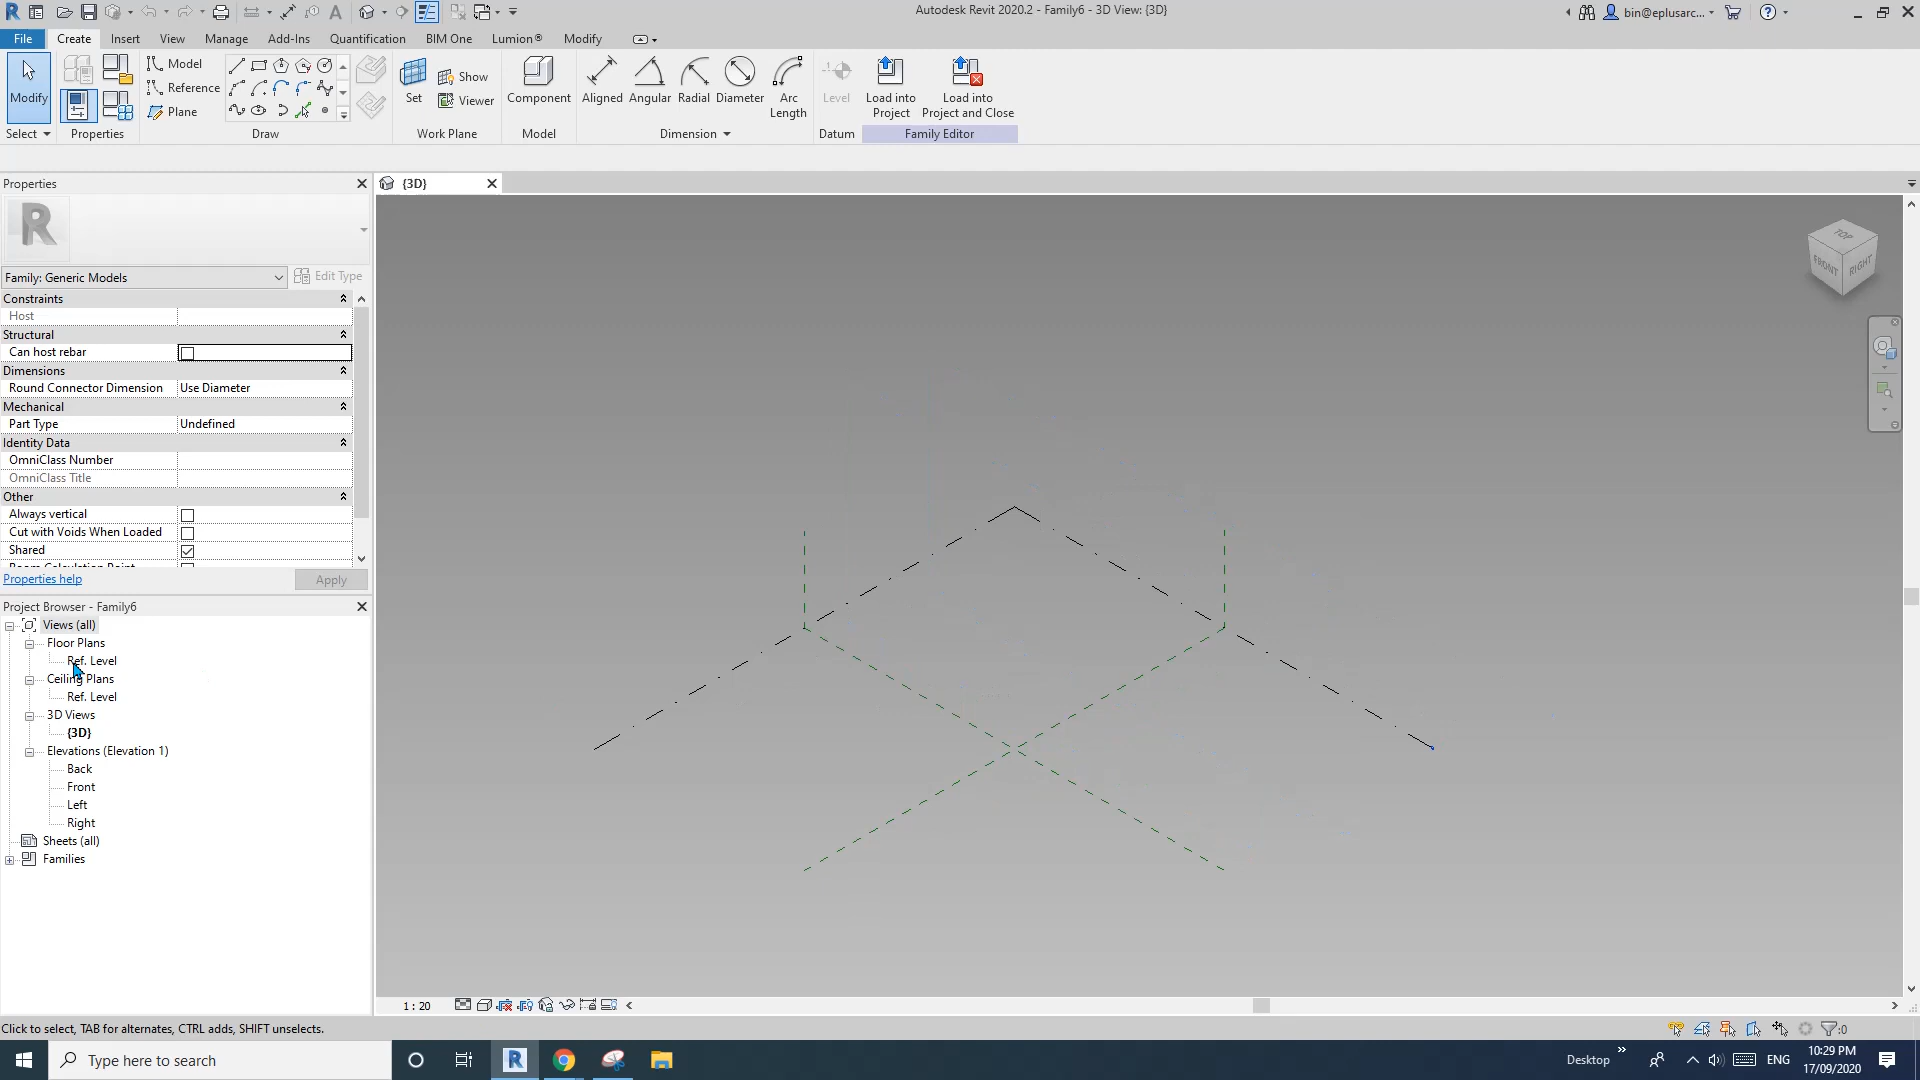 Autodesk Revit 2020.2 - Family6 - 3D View: {3D}
bin@eplusarc...
File Create Insert View Manage Add-Ins Quantification BIM One Lumion® Modify
Modify
Select
Properties
Model
Reference
Plane
Draw
Set
Show
Viewer
Work Plane
Component
Model
Aligned Angular Radial Diameter Arc Length
Dimension
Level
Datum
Load into Project
Load into Project and Close
Family Editor
Properties
{3D}
Family: Generic Models
Edit Type
Constraints
Host
Structural
Can host rebar
Dimensions
Round Connector Dimension Use Diameter
Mechanical
Part Type Undefined
Identity Data
OmniClass Number
OmniClass Title
Other
Always vertical
Cut with Voids When Loaded
Shared
Properties help
Apply
Project Browser - Family6
Views (all)
Floor Plans
Ref. Level
Ceiling Plans
Ref. Level
3D Views
{3D}
Elevations (Elevation 1)
Back
Front
Left
Right
Sheets (all)
Families
TOP
FRONT
RIGHT
1 : 20
Click to select, TAB for alternates, CTRL adds, SHIFT unselects.
:0
Type here to search
Desktop
ENG
10:29 PM
17/09/2020